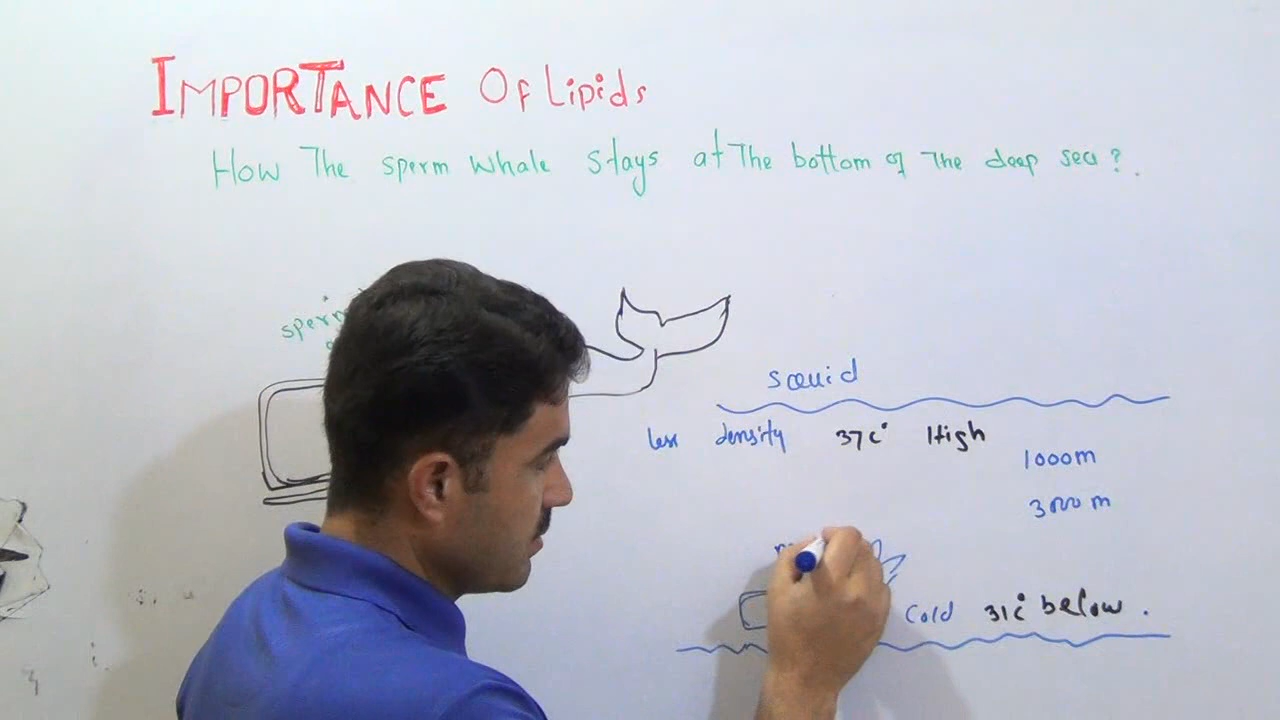 IMPORTANCE Of Lipids
How The sperm whale stays at The bottom of The deep sea?.
sperm
squid
less density 37c° High
1000m
3000 m
Cold 31c° below.